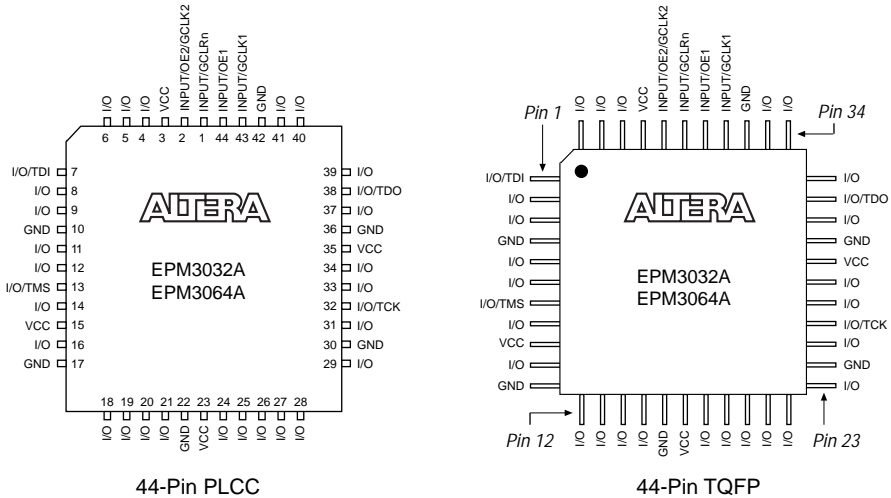 I/O I/O I/O VCC INPUT/OE2/GCLK2 INPUT/GCLRn INPUT/OE1 INPUT/GCLK1 GND I/O I/O
6 5 4 3 2 1 44 43 42 41 40
I/O/TDI 7
I/O 8
I/O 9
GND 10
I/O 11
I/O 12
I/O/TMS 13
I/O 14
VCC 15
I/O 16
GND 17
ALTERA
EPM3032A
EPM3064A
39 I/O
38 I/O/TDO
37 I/O
36 GND
35 VCC
34 I/O
33 I/O
32 I/O/TCK
31 I/O
30 GND
29 I/O
18 19 20 21 22 23 24 25 26 27 28
I/O I/O I/O I/O GND VCC I/O I/O I/O I/O I/O
44-Pin PLCC
I/O I/O I/O VCC INPUT/OE2/GCLK2 INPUT/GCLRn INPUT/OE1 INPUT/GCLK1 GND I/O I/O
Pin 1
Pin 34
I/O/TDI
I/O
I/O
GND
I/O
I/O
I/O/TMS
I/O
VCC
I/O
GND
ALTERA
EPM3032A
EPM3064A
I/O
I/O/TDO
I/O
GND
VCC
I/O
I/O
I/O/TCK
I/O
GND
I/O
Pin 12
Pin 23
I/O I/O I/O I/O GND VCC I/O I/O I/O I/O I/O
44-Pin TQFP